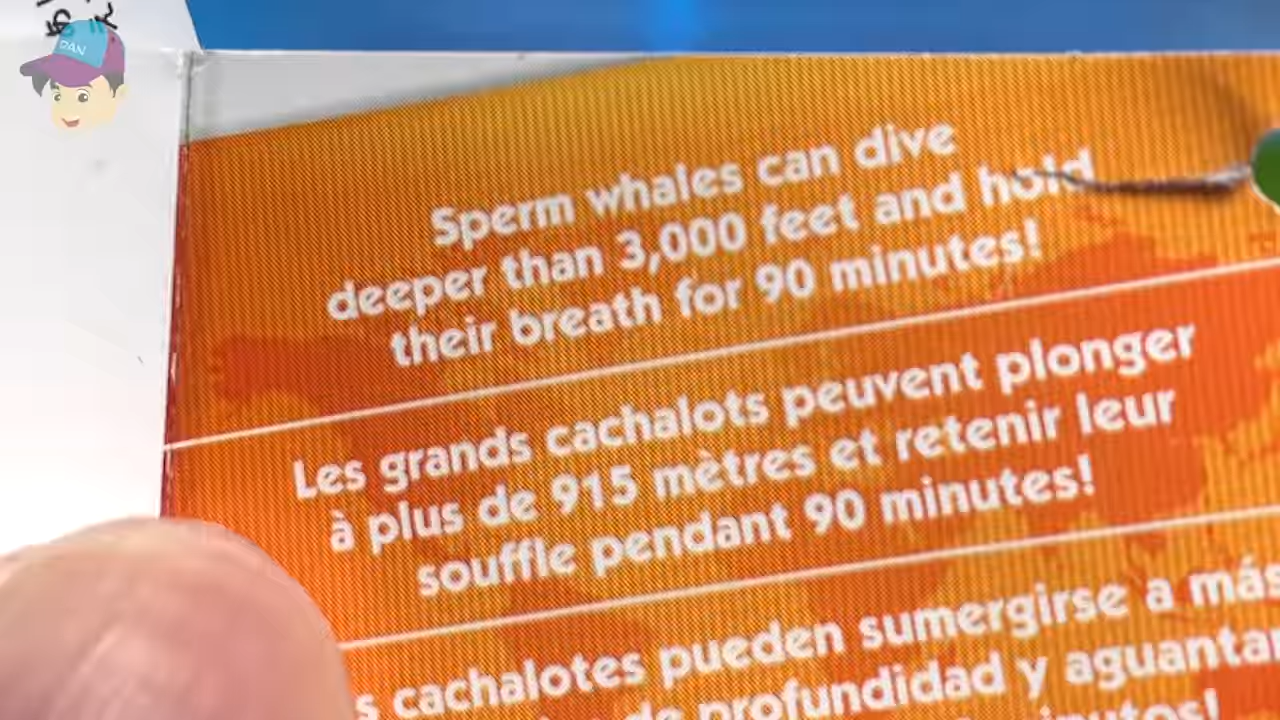 DAN
Sperm whales can dive
deeper than 3,000 feet and hold
their breath for 90 minutes!
Les grands cachalots peuvent plonger
à plus de 915 mètres et retenir leur
souffle pendant 90 minutes!
cachalotes pueden sumergirse a más
de profundidad y aguantar